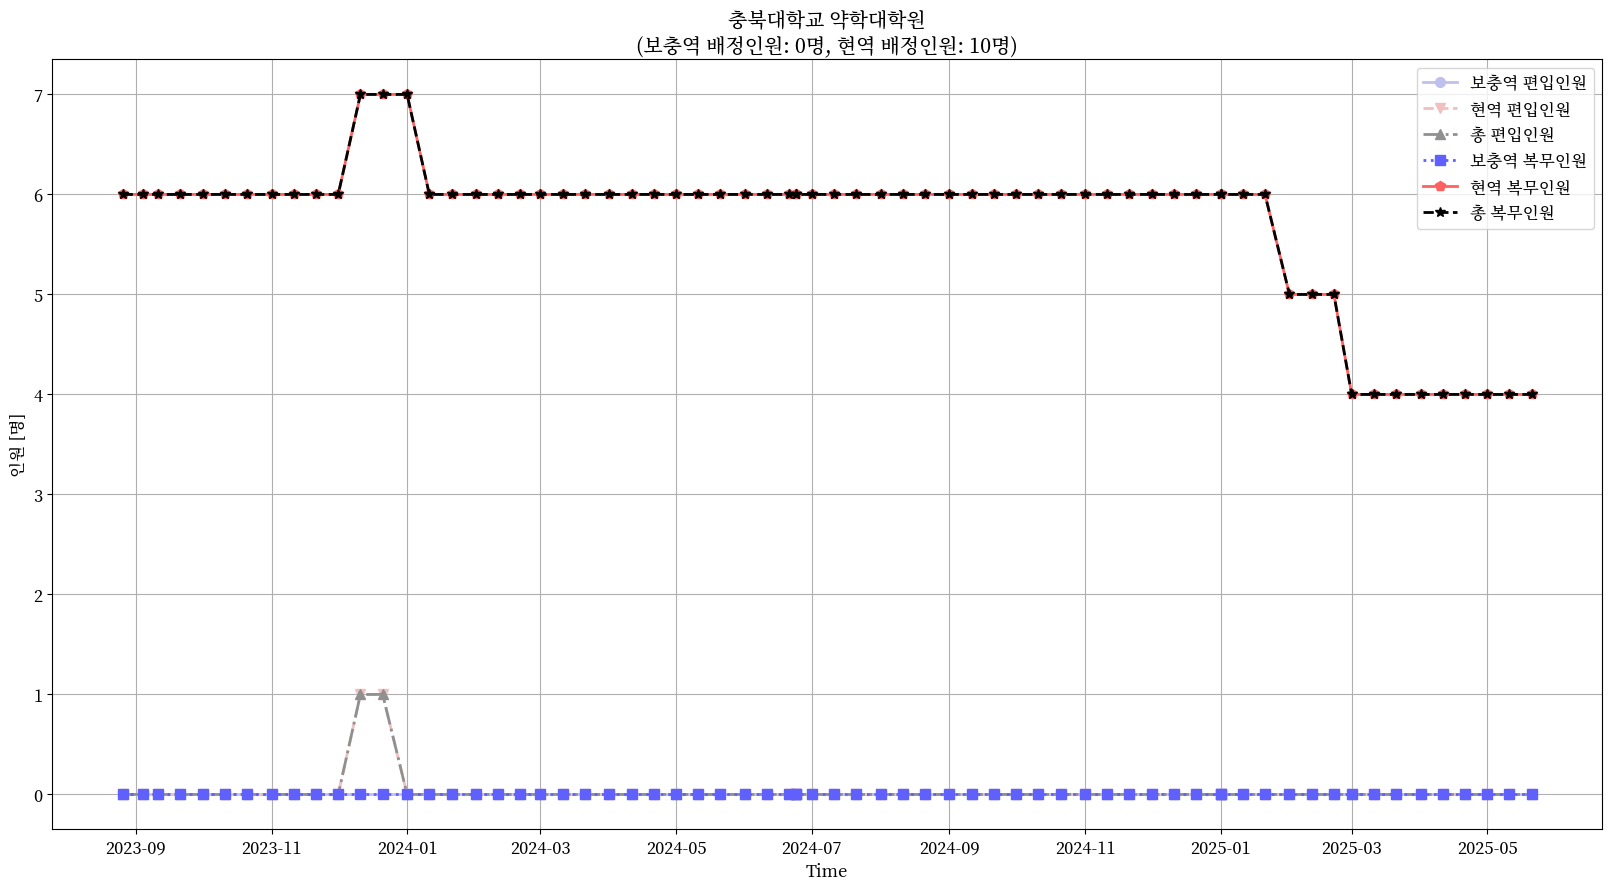 충북대학교 약학대학원
(보충역 배정인원: 0명, 현역 배정인원: 10명)
보충역 편입인원
현역 편입인원
총 편입인원
보충역 복무인원
현역 복무인원
총 복무인원
인원 [명]
7
6
5
4
3
2
1
0
2023-09
2023-11
2024-01
2024-03
2024-05
2024-07
2024-09
2024-11
2025-01
2025-03
2025-05
Time